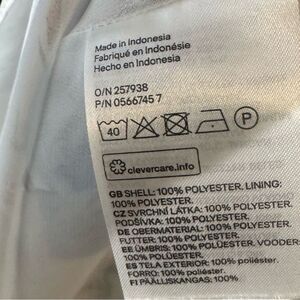 Made in Indonesia
Fabriqué en Indonésie
Hecho en Indonesia
O/N 257938
P/N 0566745 7
40 P
clevercare.info
GB SHELL: 100% POLYESTER. LINING:
100% POLYESTER.
CZ SVRCHNÍ LÁTKA: 100% POLYESTER.
PODŠÍVKA: 100% POLYESTER.
DE OBERMATERIAL: 100% POLYESTER.
FUTTER: 100% POLYESTER.
EE ÜMBRIS: 100% POLÜESTER. VOODER:
100% POLÜESTER.
ES TELA EXTERIOR: 100% poliéster.
FORRO: 100% poliéster.
FI PÄÄLLISKANGAS: 100%